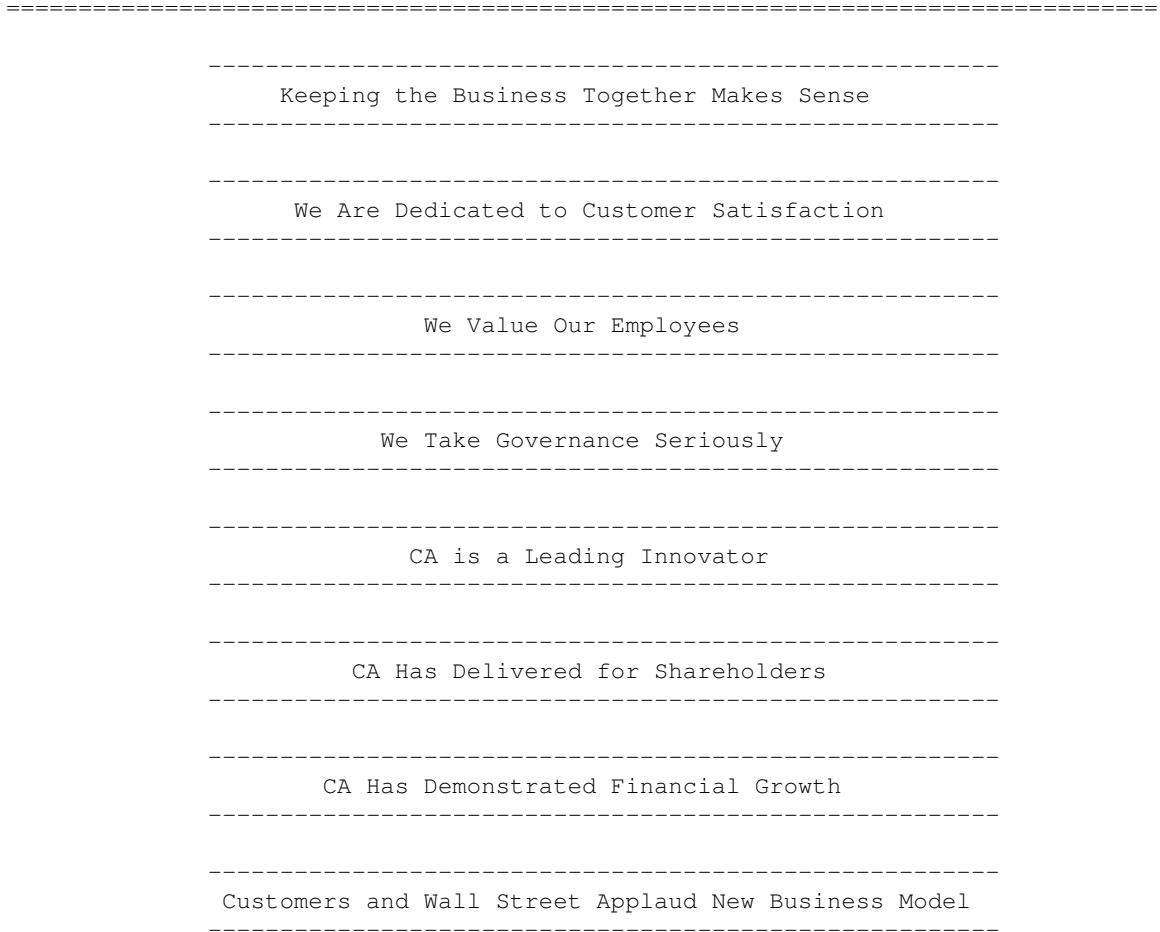 ================================================================================
-------------------------------------------------------
Keeping the Business Together Makes Sense
-------------------------------------------------------
-------------------------------------------------------
We Are Dedicated to Customer Satisfaction
-------------------------------------------------------
-------------------------------------------------------
We Value Our Employees
-------------------------------------------------------
-------------------------------------------------------
We Take Governance Seriously
-------------------------------------------------------
-------------------------------------------------------
CA is a Leading Innovator
-------------------------------------------------------
-------------------------------------------------------
CA Has Delivered for Shareholders
-------------------------------------------------------
-------------------------------------------------------
CA Has Demonstrated Financial Growth
-------------------------------------------------------
-------------------------------------------------------
Customers and Wall Street Applaud New Business Model
-------------------------------------------------------